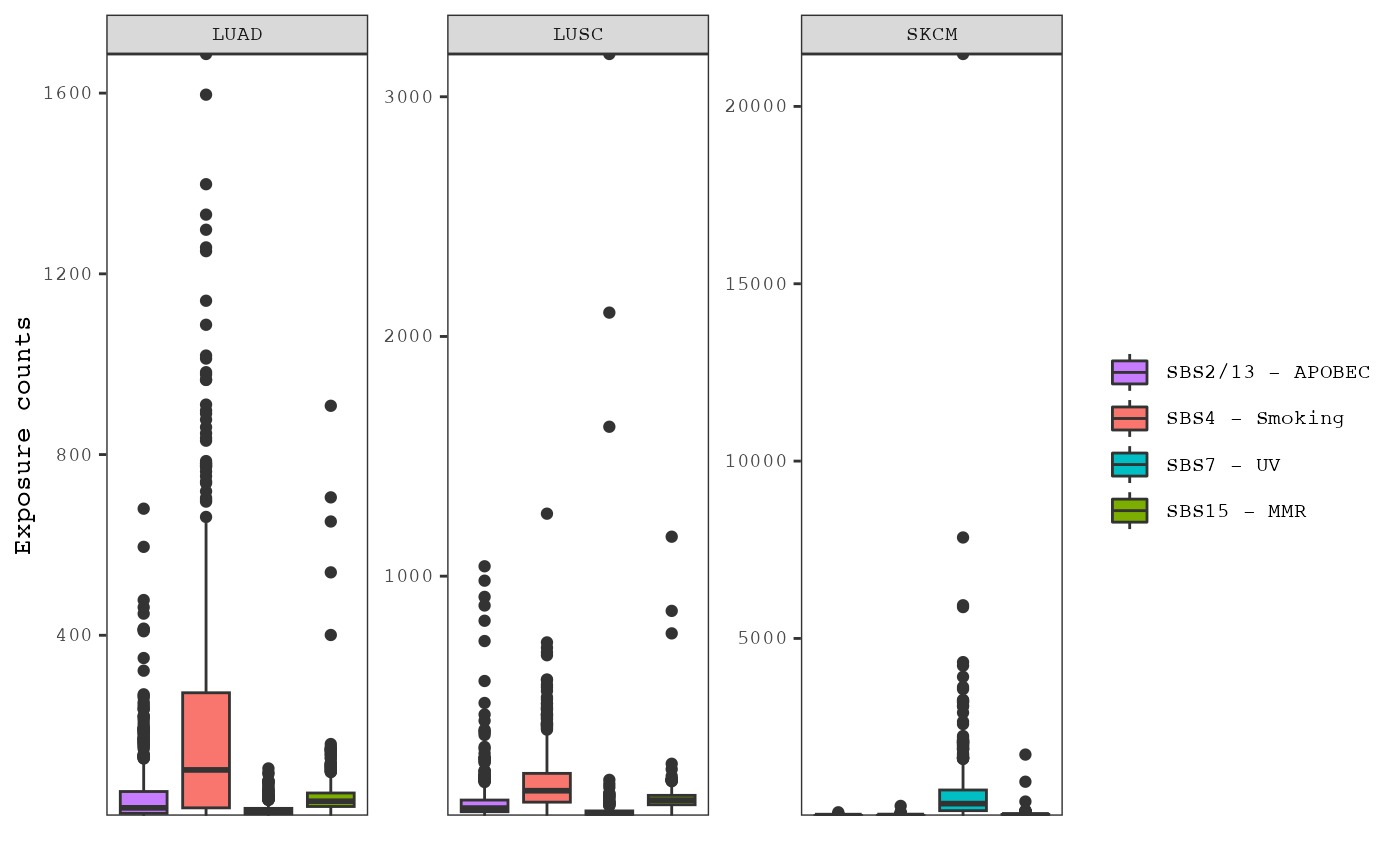 LUAD
LUSC
SKCM
Exposure counts
1600
1200
800
400
3000
2000
1000
20000
15000
10000
5000
SBS2/13 - APOBEC
SBS4 - Smoking
SBS7 - UV
SBS15 - MMR